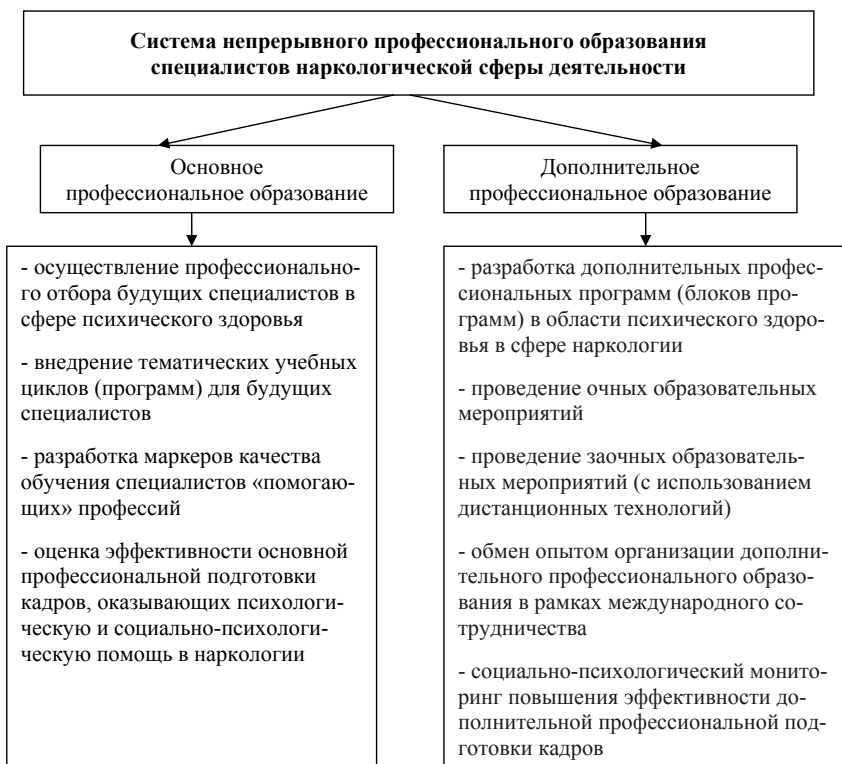 Система непрерывного профессионального образования
специалистов наркологической сферы деятельности
Основное
профессиональное образование
- осуществление профессионально-
го отбора будущих специалистов в
сфере психического здоровья
- внедрение тематических учебных
циклов (программ) для будущих
специалистов
- разработка маркеров качества
обучения специалистов «помогаю-
щих» профессий
- оценка эффективности основной
профессиональной подготовки
кадров, оказывающих психологи-
ческую и социально-психологи-
ческую помощь в наркологии
Дополнительное
профессиональное образование
- разработка дополнительных профес-
сиональных программ (блоков про-
грамм) в области психического здоро-
вья в сфере наркологии
- проведение очных образовательных
мероприятий
- проведение заочных образователь-
ных мероприятий (с использованием
дистанционных технологий)
- обмен опытом организации дополни-
тельного профессионального образо-
вания в рамках международного со-
трудничества
- социально-психологический монито-
ринг повышения эффективности до-
полнительной профессиональной под-
готовки кадров